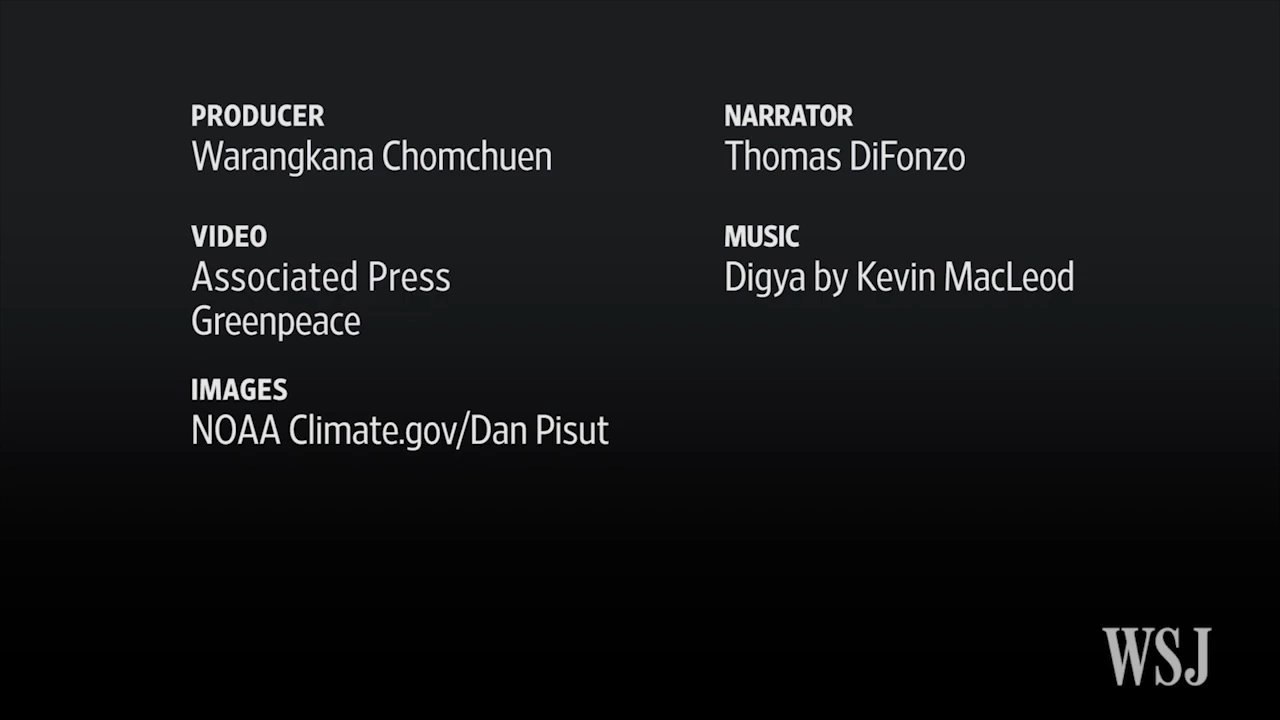 PRODUCER
Warangkana Chomchuen
VIDEO
Associated Press
Greenpeace
IMAGES
NOAA Climate.gov/Dan Pisut
NARRATOR
Thomas DiFonzo
MUSIC
Digya by Kevin MacLeod
WSJ